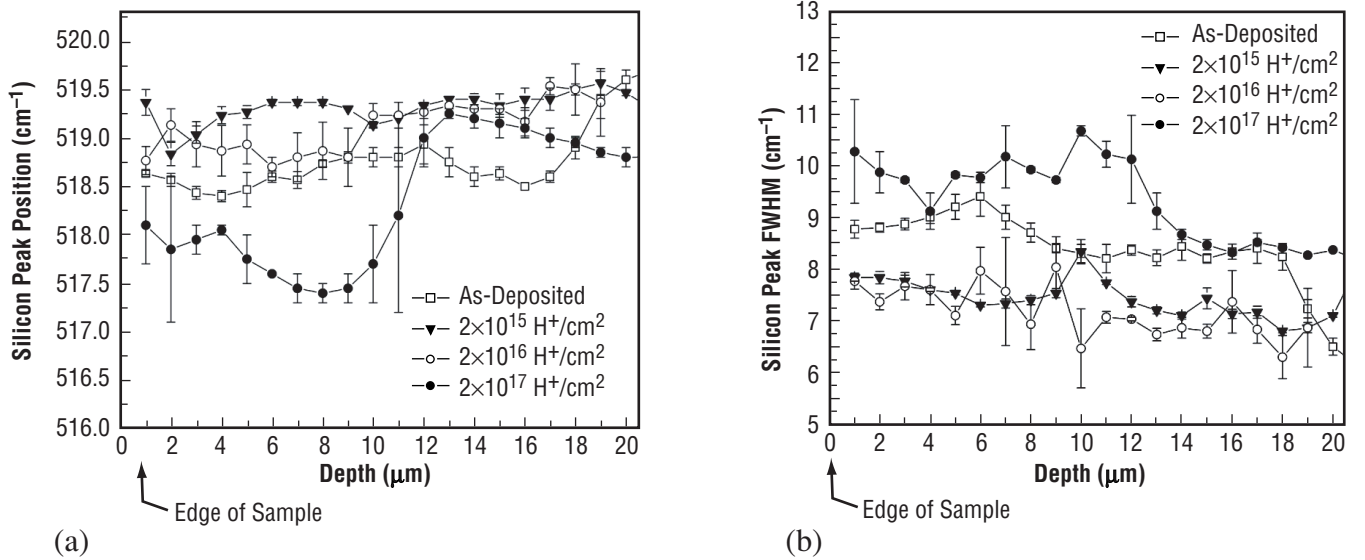 520.0
519.5
519.0
518.5
518.0
517.5
517.0
516.5
516.0
Silicon Peak Position (cm⁻¹)
As-Deposited
2×10¹⁵ H⁺/cm²
2×10¹⁶ H⁺/cm²
2×10¹⁷ H⁺/cm²
0 2 4 6 8 10 12 14 16 18 20
Depth (μm)
Edge of Sample
(a)
13
12
11
10
9
8
7
6
5
Silicon Peak FWHM (cm⁻¹)
As-Deposited
2×10¹⁵ H⁺/cm²
2×10¹⁶ H⁺/cm²
2×10¹⁷ H⁺/cm²
0 2 4 6 8 10 12 14 16 18 20
Depth (μm)
Edge of Sample
(b)